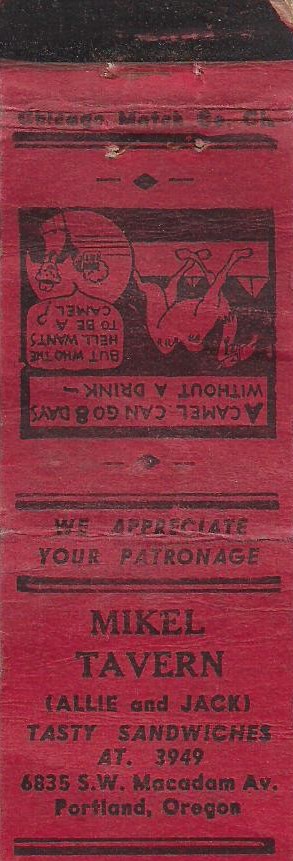 Chicago Match Co. Ch.
A CAMEL CAN GO 8 DAYS
WITHOUT A DRINK -
BUT WHO THE
HELL WANTS
TO BE A
CAMEL?
WE APPRECIATE
YOUR PATRONAGE
MIKEL
TAVERN
(ALLIE and JACK)
TASTY SANDWICHES
AT. 3949
6835 S.W. Macadam Av.
Portland, Oregon